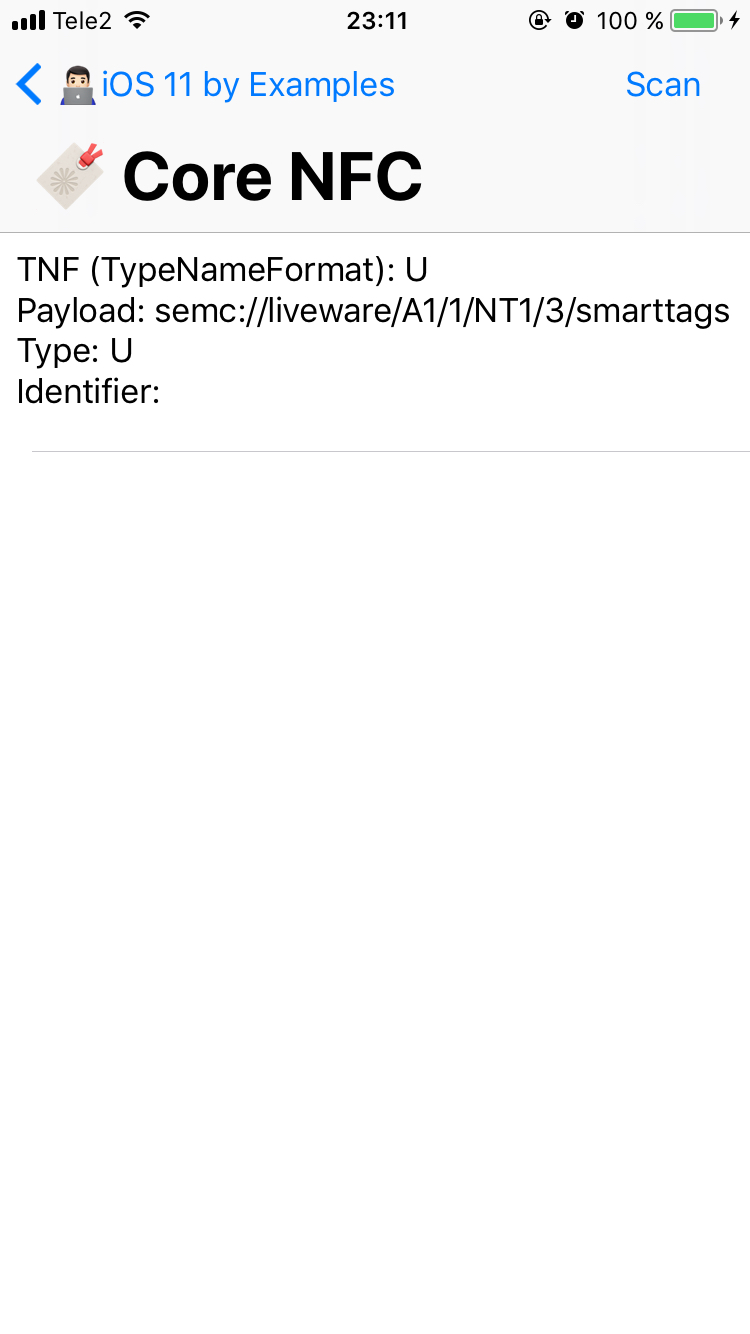 Tele2 23:11 100 %
iOS 11 by Examples Scan
Core NFC
TNF (TypeNameFormat): U
Payload: semc://liveware/A1/1/NT1/3/smarttags
Type: U
Identifier: